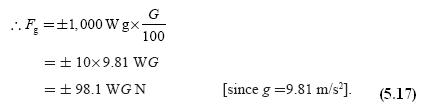 ∴ F_g = ±1,000 W g × G/100
= ± 10×9.81 WG
= ± 98.1 WG N [since g =9.81 m/s²]. (5.17)